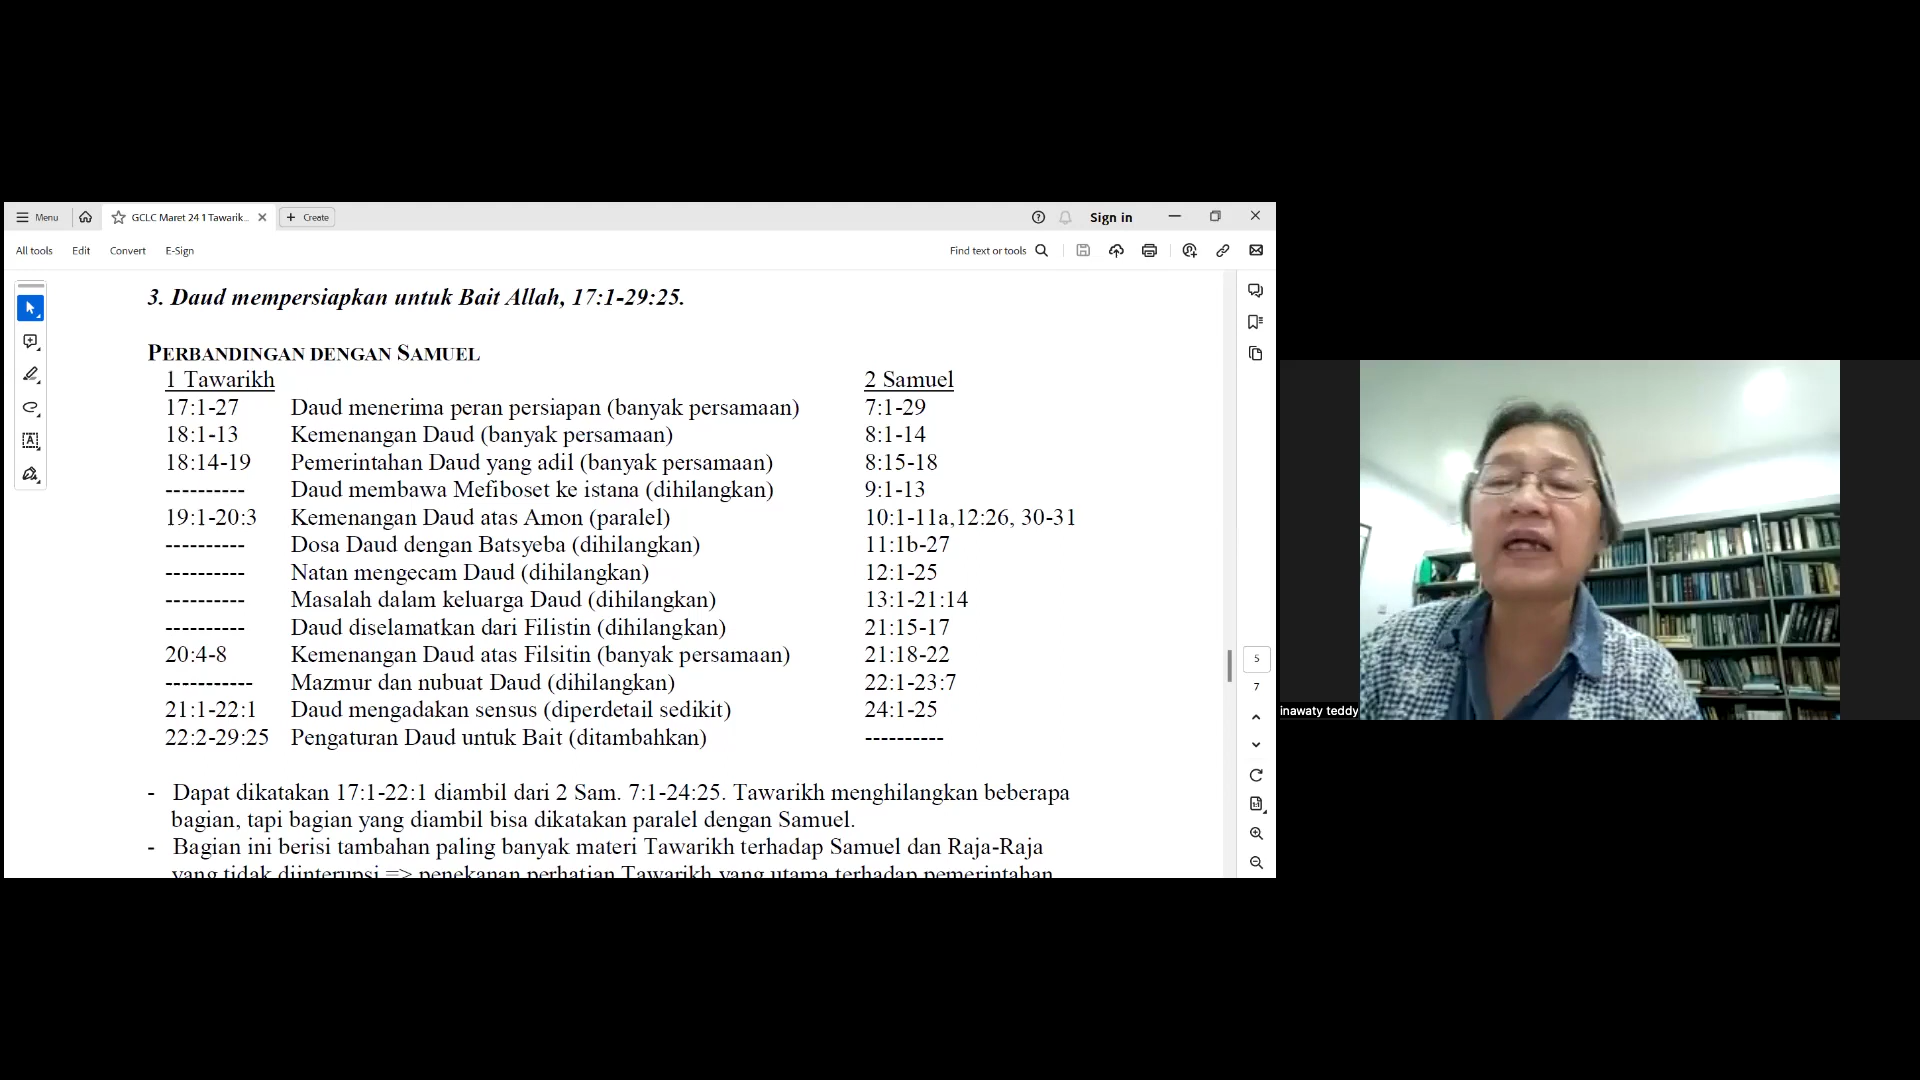 Menu
GCLC Maret 24 1 Tawarik...
Create
Sign in
All tools
Edit
Convert
E-Sign
Find text or tools
3. Daud mempersiapkan untuk Bait Allah, 17:1-29:25.
PERBANDINGAN DENGAN SAMUEL
1 Tawarikh 2 Samuel
17:1-27 Daud menerima peran persiapan (banyak persamaan) 7:1-29
18:1-13 Kemenangan Daud (banyak persamaan) 8:1-14
18:14-19 Pemerintahan Daud yang adil (banyak persamaan) 8:15-18
---------- Daud membawa Mefiboset ke istana (dihilangkan) 9:1-13
19:1-20:3 Kemenangan Daud atas Amon (paralel) 10:1-11a,12:26, 30-31
---------- Dosa Daud dengan Batsyeba (dihilangkan) 11:1b-27
---------- Natan mengecam Daud (dihilangkan) 12:1-25
---------- Masalah dalam keluarga Daud (dihilangkan) 13:1-21:14
---------- Daud diselamatkan dari Filistin (dihilangkan) 21:15-17
20:4-8 Kemenangan Daud atas Filsitin (banyak persamaan) 21:18-22
----------- Mazmur dan nubuat Daud (dihilangkan) 22:1-23:7
21:1-22:1 Daud mengadakan sensus (diperdetail sedikit) 24:1-25
22:2-29:25 Pengaturan Daud untuk Bait (ditambahkan) ----------
- Dapat dikatakan 17:1-22:1 diambil dari 2 Sam. 7:1-24:25. Tawarikh menghilangkan beberapa
bagian, tapi bagian yang diambil bisa dikatakan paralel dengan Samuel.
- Bagian ini berisi tambahan paling banyak materi Tawarikh terhadap Samuel dan Raja-Raja
yang tidak diinterupsi => penekanan perhatian Tawarikh yang utama terhadap pemerintahan
5
7
inawaty teddy